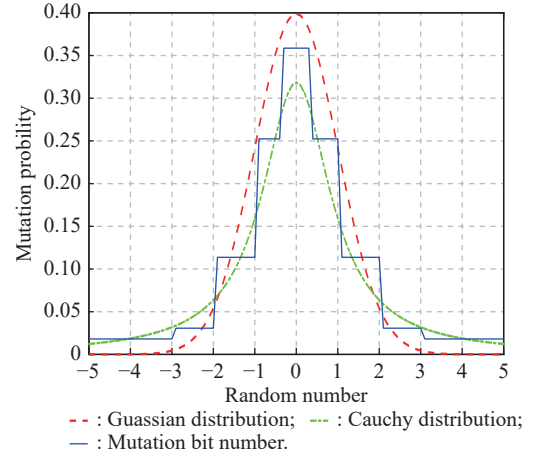 0.40
0.35
0.30
0.25
0.20
0.15
0.10
0.05
0
−5 −4 −3 −2 −1 0 1 2 3 4 5
Mutation probility
Random number
: Guassian distribution; : Cauchy distribution;
: Mutation bit number.